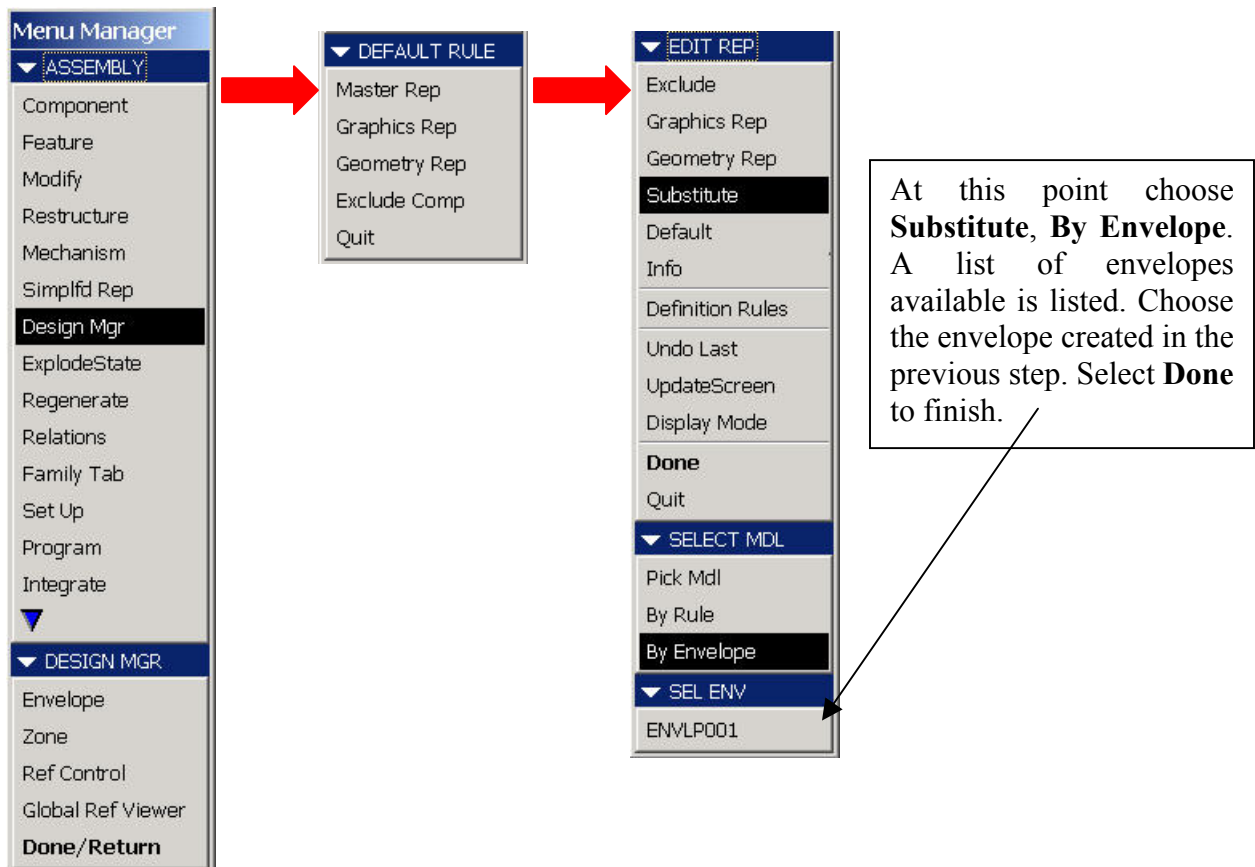 Menu Manager
ASSEMBLY
Component
Feature
Modify
Restructure
Mechanism
Simplfd Rep
Design Mgr
ExplodeState
Regenerate
Relations
Family Tab
Set Up
Program
Integrate
DESIGN MGR
Envelope
Zone
Ref Control
Global Ref Viewer
Done/Return
DEFAULT RULE
Master Rep
Graphics Rep
Geometry Rep
Exclude Comp
Quit
EDIT REP
Exclude
Graphics Rep
Geometry Rep
Substitute
Default
Info
Definition Rules
Undo Last
UpdateScreen
Display Mode
Done
Quit
SELECT MDL
Pick Mdl
By Rule
By Envelope
SEL ENV
ENVLP001
At this point choose
Substitute, By Envelope.
A list of envelopes
available is listed. Choose
the envelope created in the
previous step. Select Done
to finish.